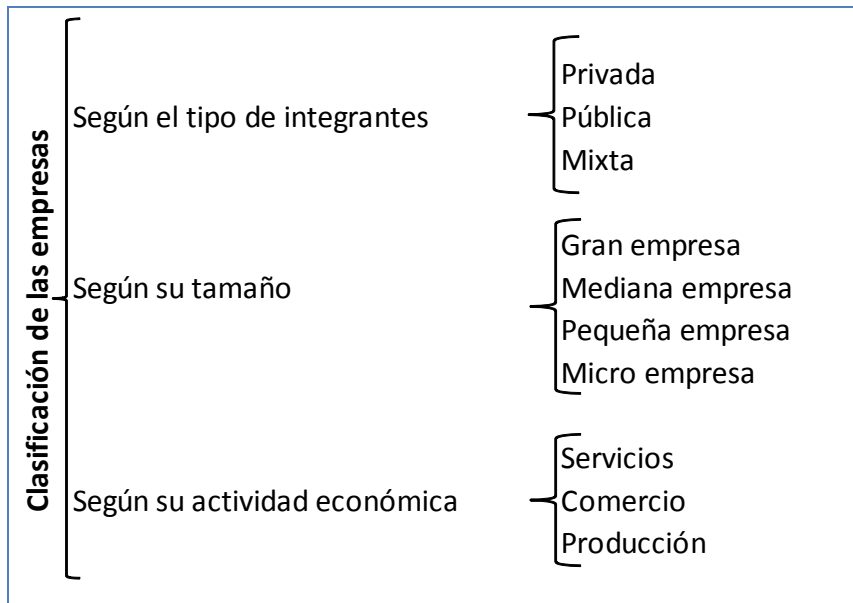 Clasificación de las empresas
Según el tipo de integrantes
Privada
Pública
Mixta
Según su tamaño
Gran empresa
Mediana empresa
Pequeña empresa
Micro empresa
Según su actividad económica
Servicios
Comercio
Producción